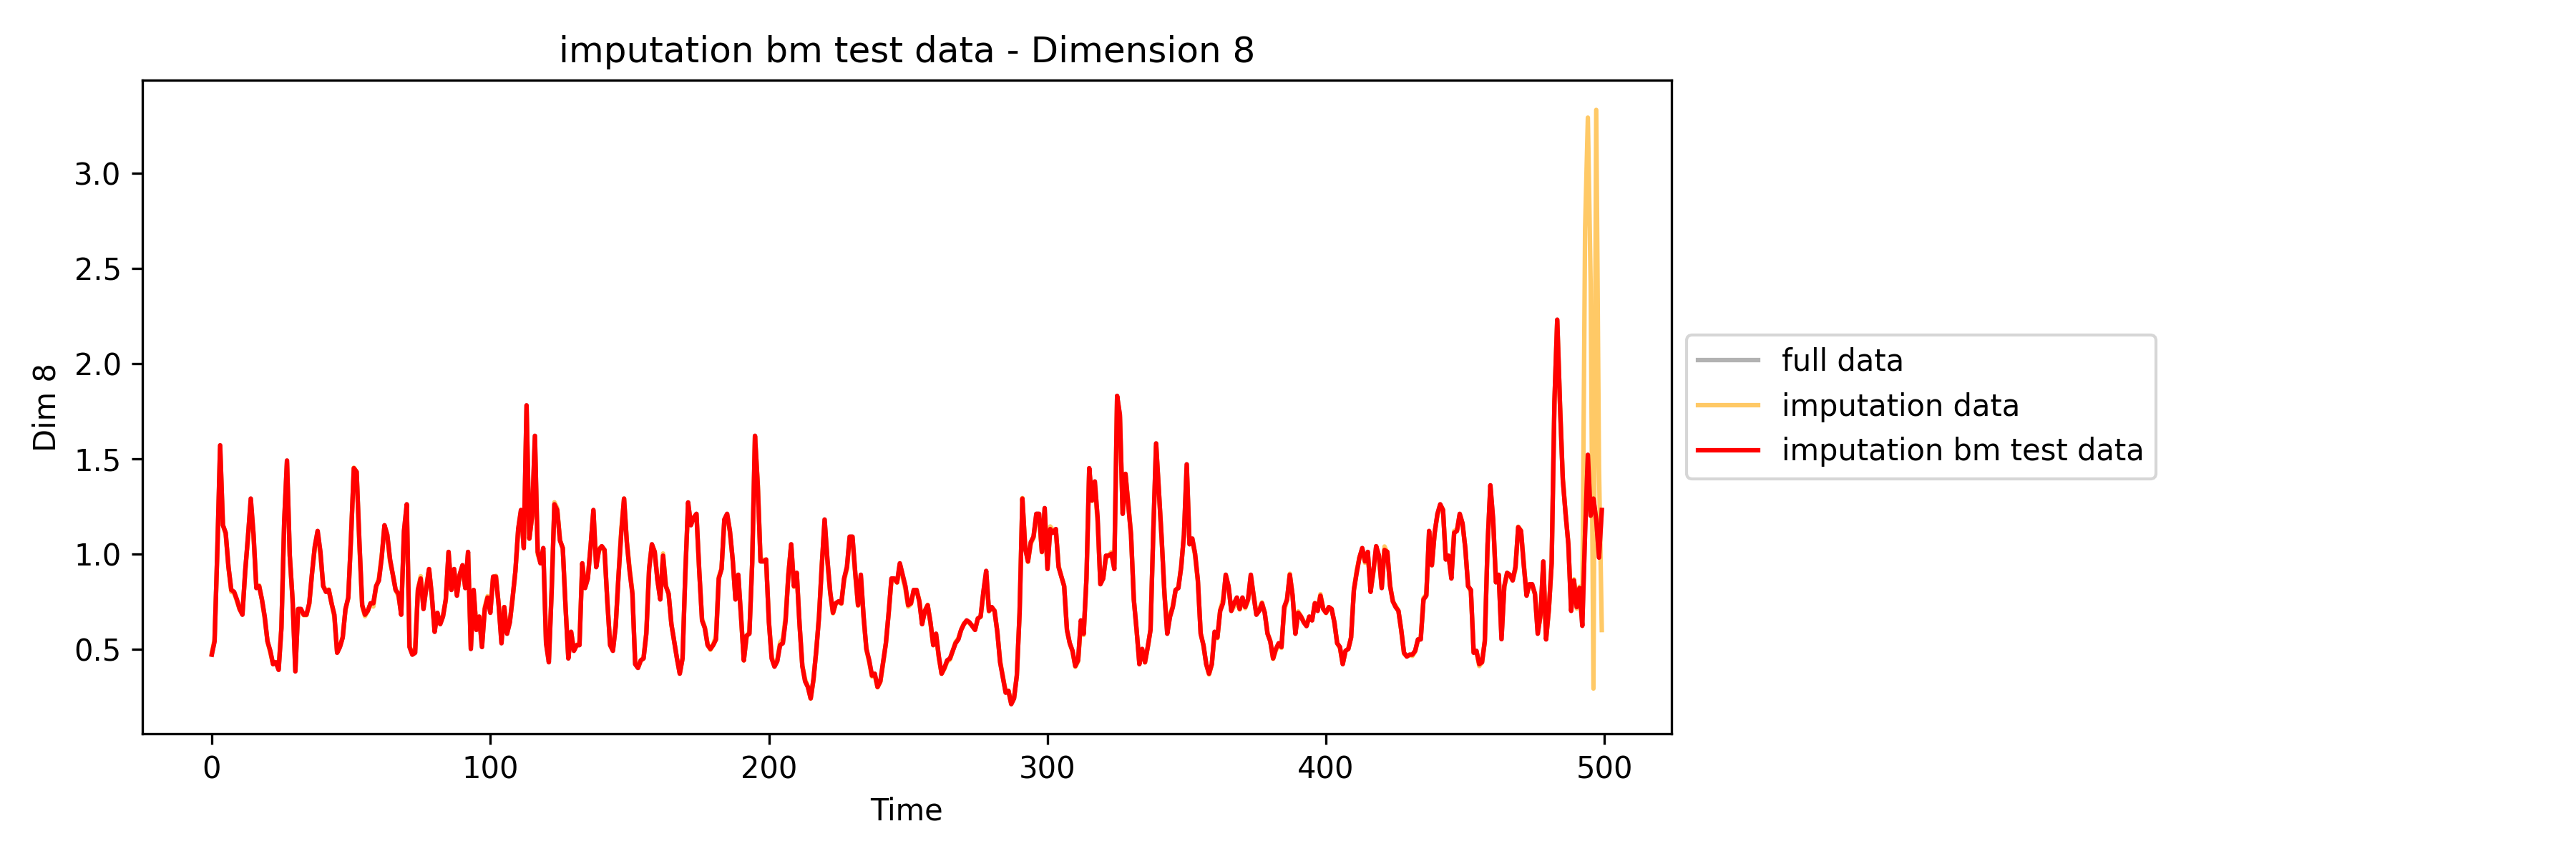 imputation bm test data - Dimension 8
3.0
2.5
2.0
1.5
1.0
0.5
Dim 8
0 100 200 300 400 500
Time
full data
imputation data
imputation bm test data